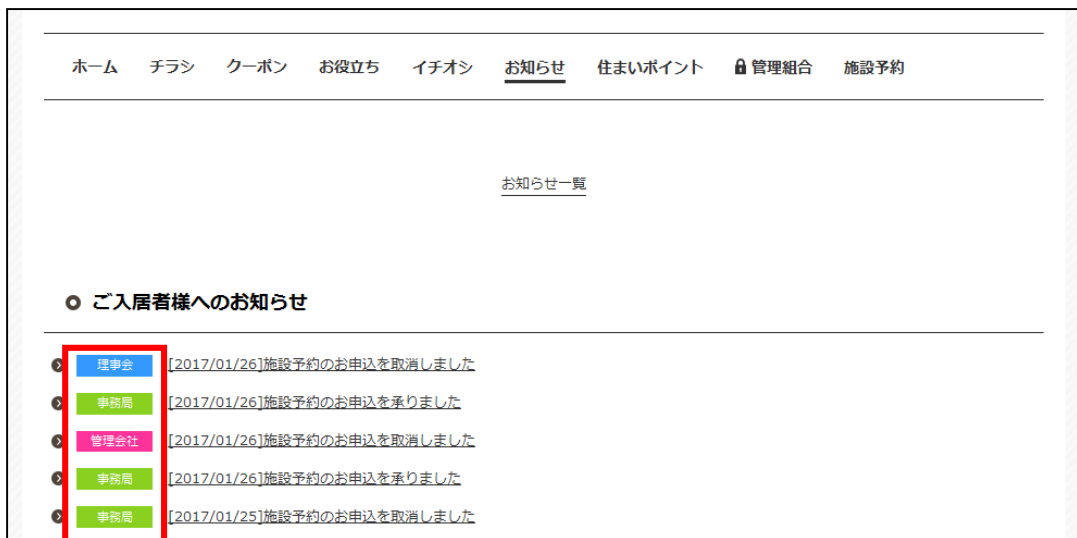 ホーム チラシ クーポン お役立ち イチオシ お知らせ 住まいポイント 管理組合 施設予約
お知らせ一覧
ご入居者様へのお知らせ
理事会 [2017/01/26]施設予約のお申込を取消しました
事務局 [2017/01/26]施設予約のお申込を承りました
管理会社 [2017/01/26]施設予約のお申込を取消しました
事務局 [2017/01/26]施設予約のお申込を承りました
事務局 [2017/01/25]施設予約のお申込を取消しました